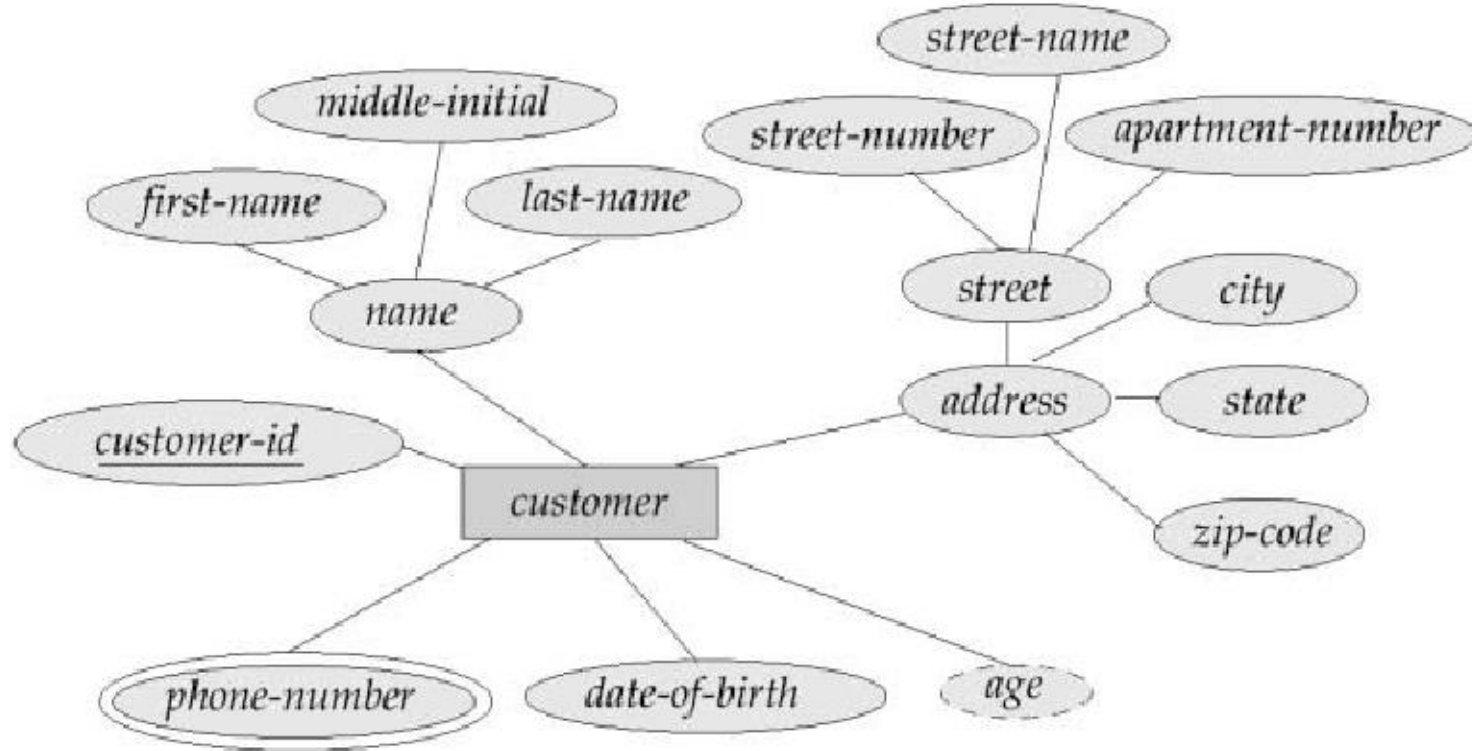 street-name
middle-initial
street-number
apartment-number
first-name
last-name
street
city
name
address
state
customer-id
customer
zip-code
phone-number
date-of-birth
age